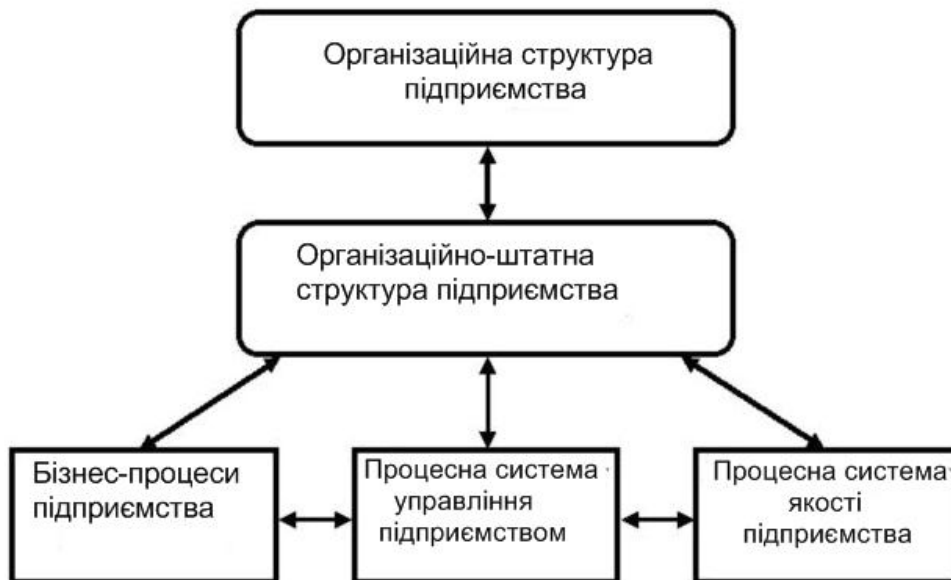 Організаційна структура
підприємства
Організаційно-штатна
структура підприємства
Бізнес-процеси
підприємства
Процесна система
управління
підприємством
Процесна система
якості
підприємства